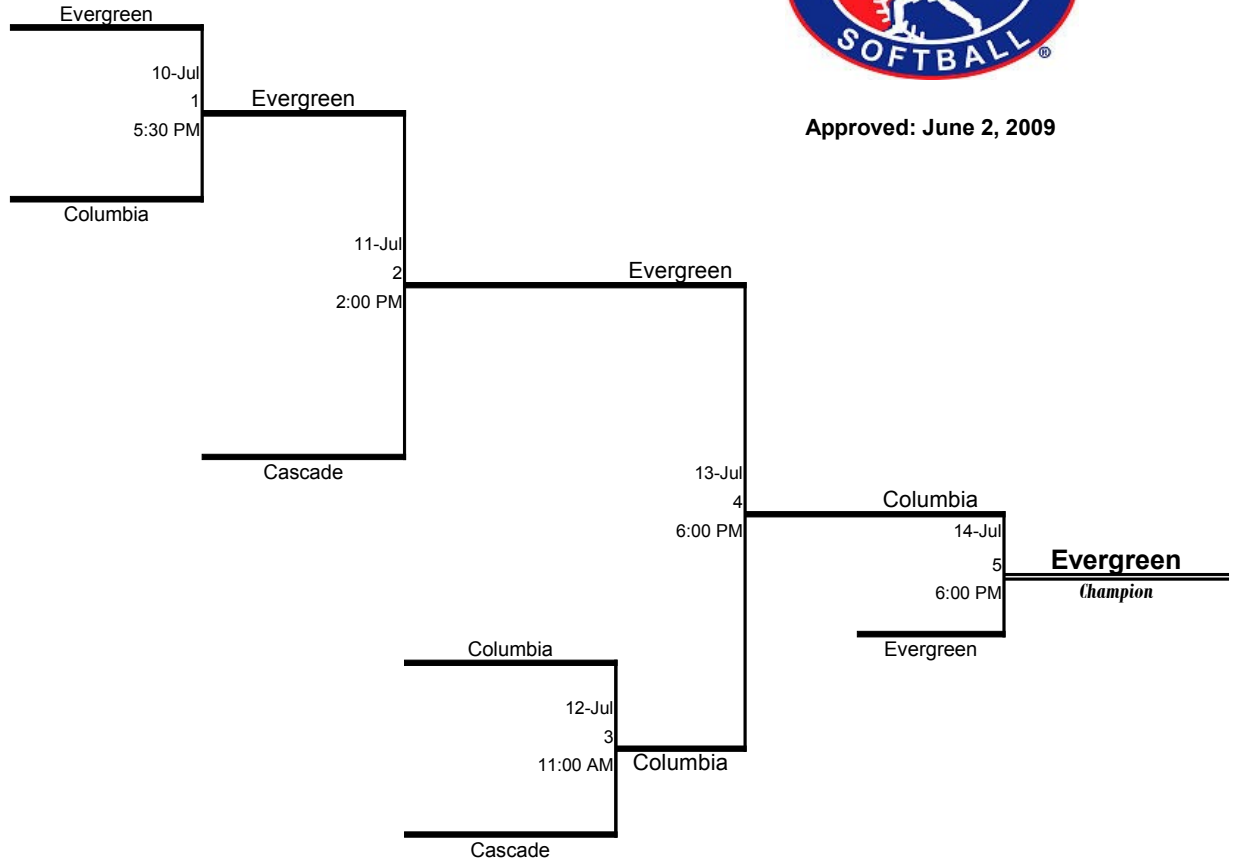 Evergreen
SOFTBALL ®
10-Jul
1
Evergreen
5:30 PM
Approved: June 2, 2009
Columbia
11-Jul
2
Evergreen
2:00 PM
Cascade
13-Jul
4
Columbia
6:00 PM
14-Jul
5
Evergreen
6:00 PM
Champion
Evergreen
Columbia
12-Jul
3
11:00 AM
Columbia
Cascade